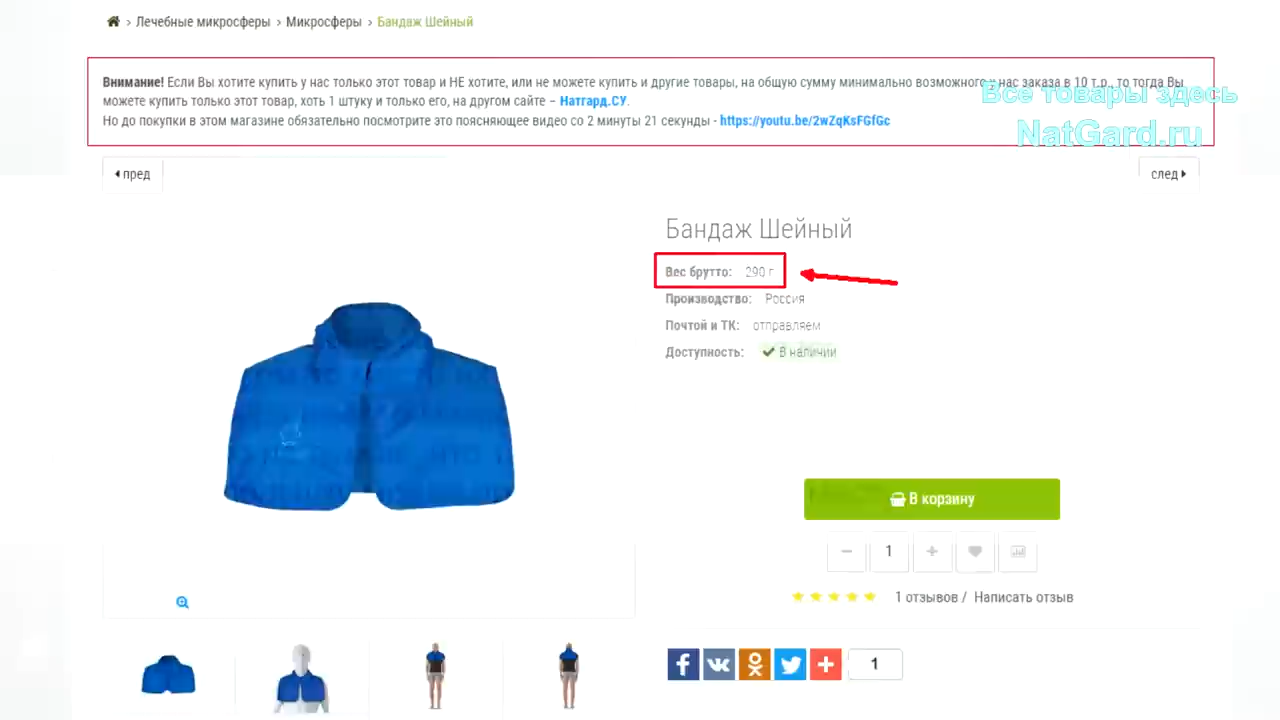 › Лечебные микросферы › Микросферы › Бандаж Шейный
Внимание! Если Вы хотите купить у нас только этот товар и НЕ хотите, или не можете купить и другие товары, на общую сумму минимально возможного у нас заказа в 10 т.р., то тогда Вы
можете купить только этот товар, хоть 1 штуку и только его, на другом сайте – Натгард.СУ.
Но до покупки в этом магазине обязательно посмотрите это поясняющее видео со 2 минуты 21 секунды - https://youtu.be/2wZqKsFGfGc
Все товары здесь
NatGard.ru
пред
след
Бандаж Шейный
Вес брутто: 290 г
Производство: Россия
Почтой и ТК: отправляем
Доступность: В наличии
В корзину
− 1 +
1 отзывов / Написать отзыв
1